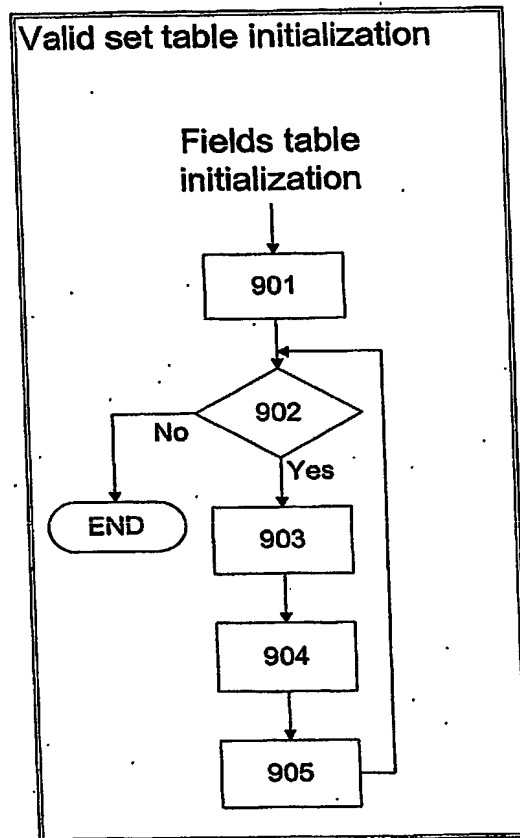 Valid set table initialization
Fields table
initialization
901
902
No
Yes
END
903
904
905